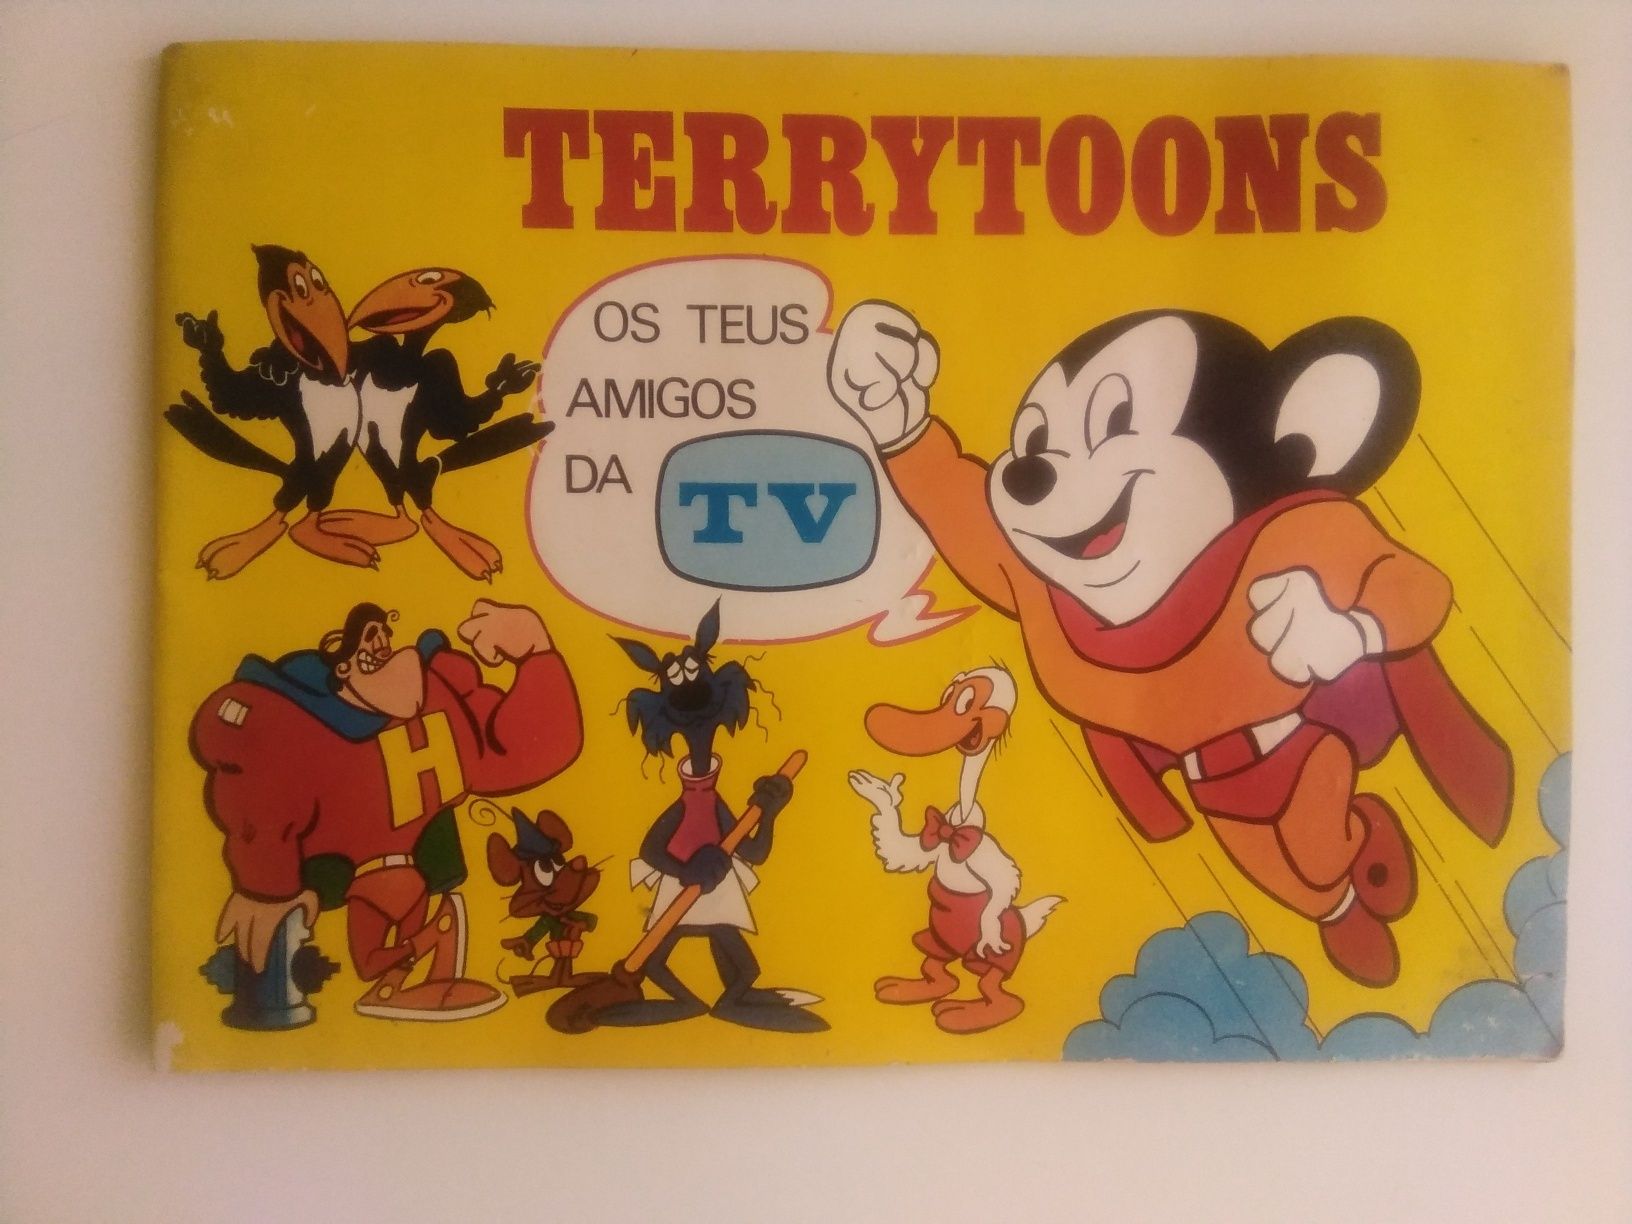 TERRYTOONS
OS TEUS
AMIGOS
DA TV
H